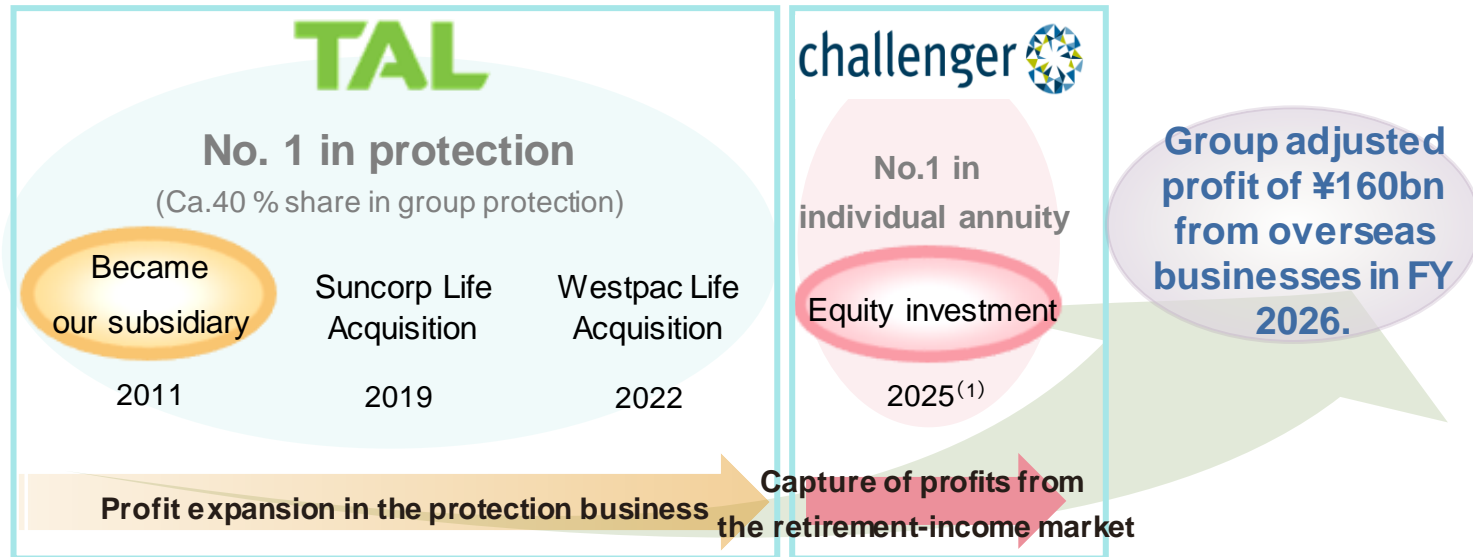 TAL
No. 1 in protection
(Ca.40 % share in group protection)
Became
our subsidiary
2011
Suncorp Life
Acquisition
2019
Westpac Life
Acquisition
2022
Profit expansion in the protection business
challenger
No.1 in
individual annuity
Equity investment
2025⁽¹⁾
Capture of profits from
the retirement-income market
Group adjusted
profit of ¥160bn
from overseas
businesses in FY
2026.